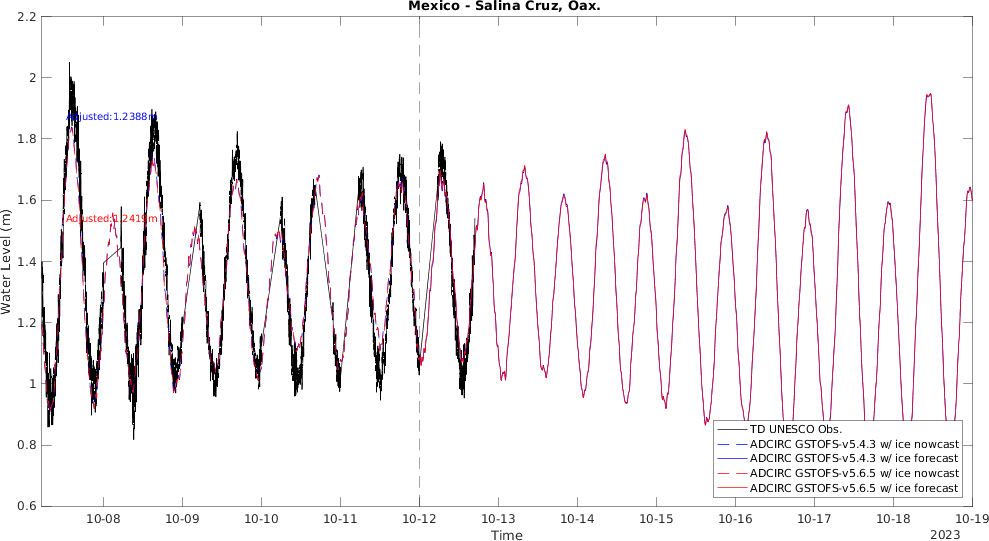 Mexico - Salina Cruz, Oax.
2.2
2
1.8
1.6
1.4
1.2
1
0.8
0.6
Water Level (m)
Adjusted:1.2388m
Adjusted:1.2419m
TD UNESCO Obs.
ADCIRC GSTOFS-v5.4.3 w/ ice nowcast
ADCIRC GSTOFS-v5.4.3 w/ ice forecast
ADCIRC GSTOFS-v5.6.5 w/ ice nowcast
ADCIRC GSTOFS-v5.6.5 w/ ice forecast
10-08 10-09 10-10 10-11 10-12 10-13 10-14 10-15 10-16 10-17 10-18 10-19
Time
2023